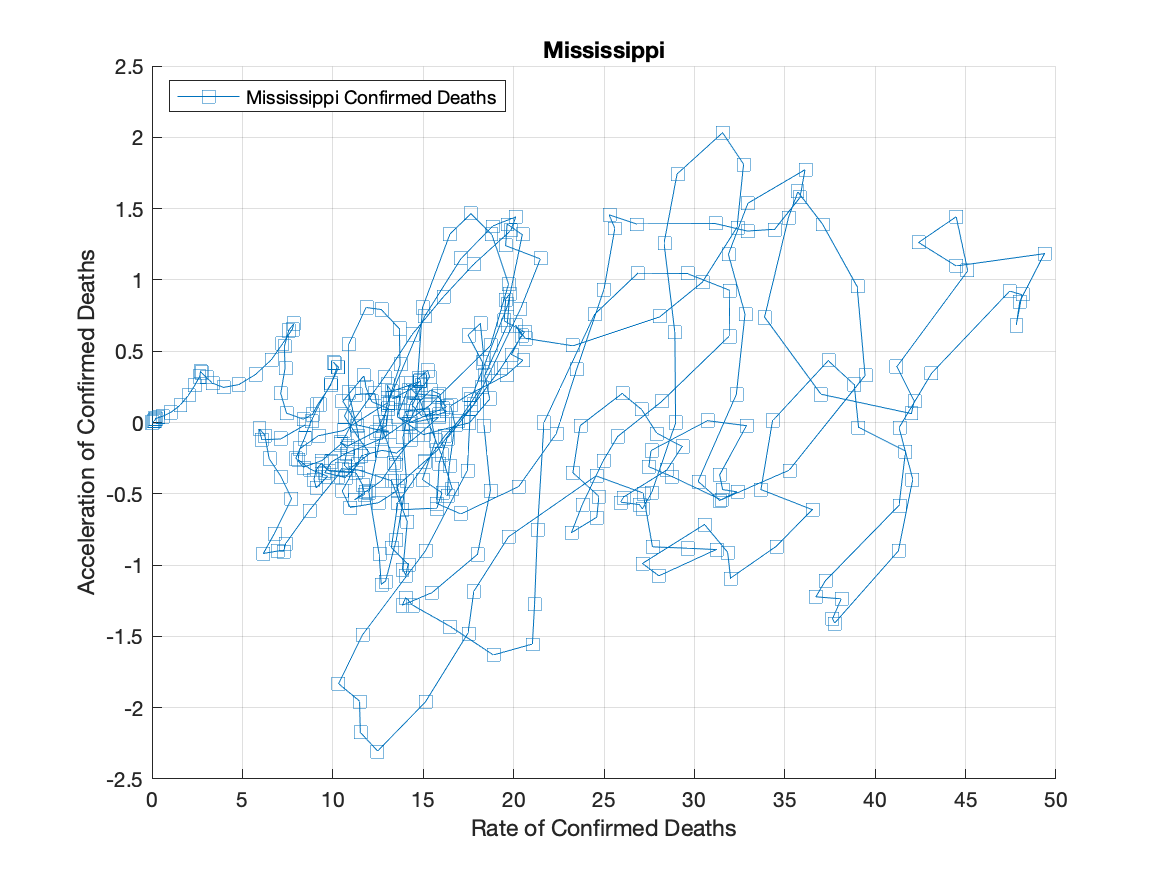 Mississippi
Mississippi Confirmed Deaths
2.5
2
1.5
1
0.5
0
-0.5
-1
-1.5
-2
-2.5
Acceleration of Confirmed Deaths
0 5 10 15 20 25 30 35 40 45 50
Rate of Confirmed Deaths